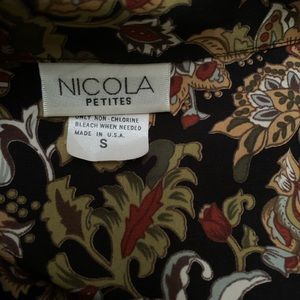 NICOLA
PETITES
ONLY NON-CHLORINE
BLEACH WHEN NEEDED
MADE IN U.S.A.
S